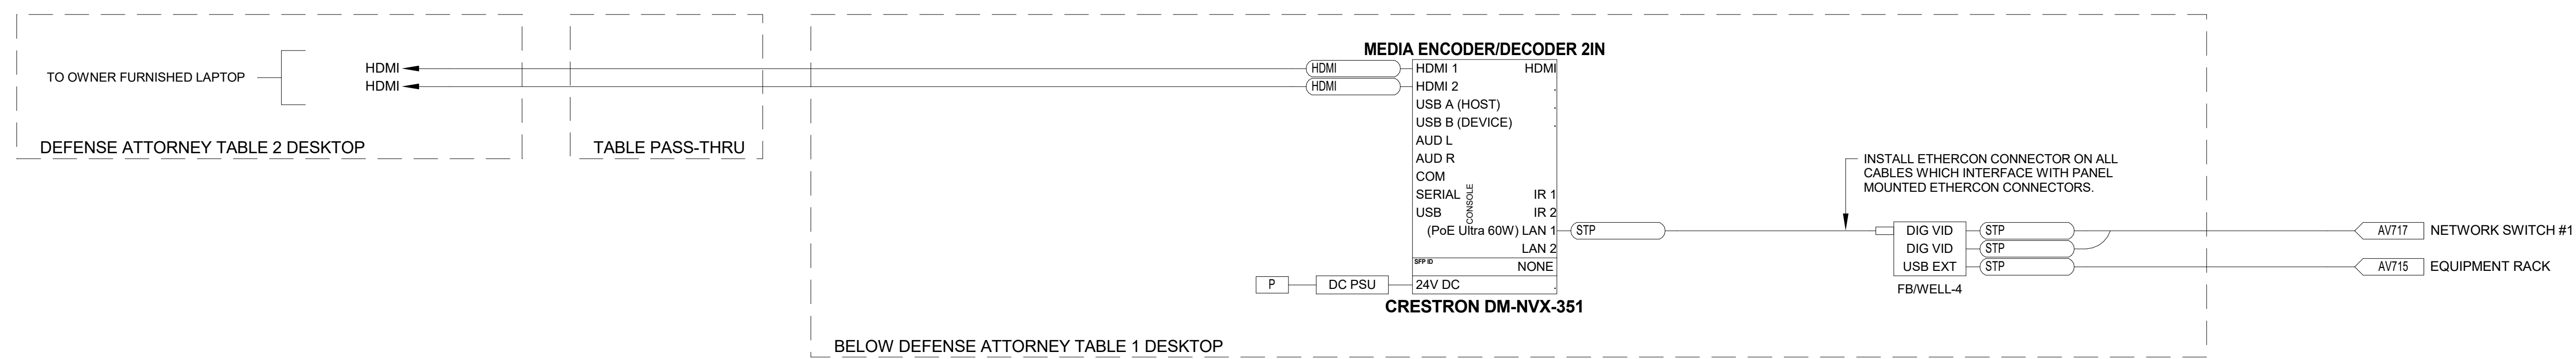 TO OWNER FURNISHED LAPTOP
HDMI
HDMI
DEFENSE ATTORNEY TABLE 2 DESKTOP
TABLE PASS-THRU
MEDIA ENCODER/DECODER 2IN
HDMI
HDMI 1
HDMI
HDMI
HDMI 2
USB A (HOST)
USB B (DEVICE)
AUD L
AUD R
COM
SERIAL
IR 1
CONSOLE
USB
IR 2
(PoE Ultra 60W) LAN 1
STP
LAN 2
SFP ID
NONE
P
DC PSU
24V DC
CRESTRON DM-NVX-351
BELOW DEFENSE ATTORNEY TABLE 1 DESKTOP
INSTALL ETHERCON CONNECTOR ON ALL
CABLES WHICH INTERFACE WITH PANEL
MOUNTED ETHERCON CONNECTORS.
DIG VID
STP
AV717
NETWORK SWITCH #1
DIG VID
STP
USB EXT
STP
AV715
EQUIPMENT RACK
FB/WELL-4